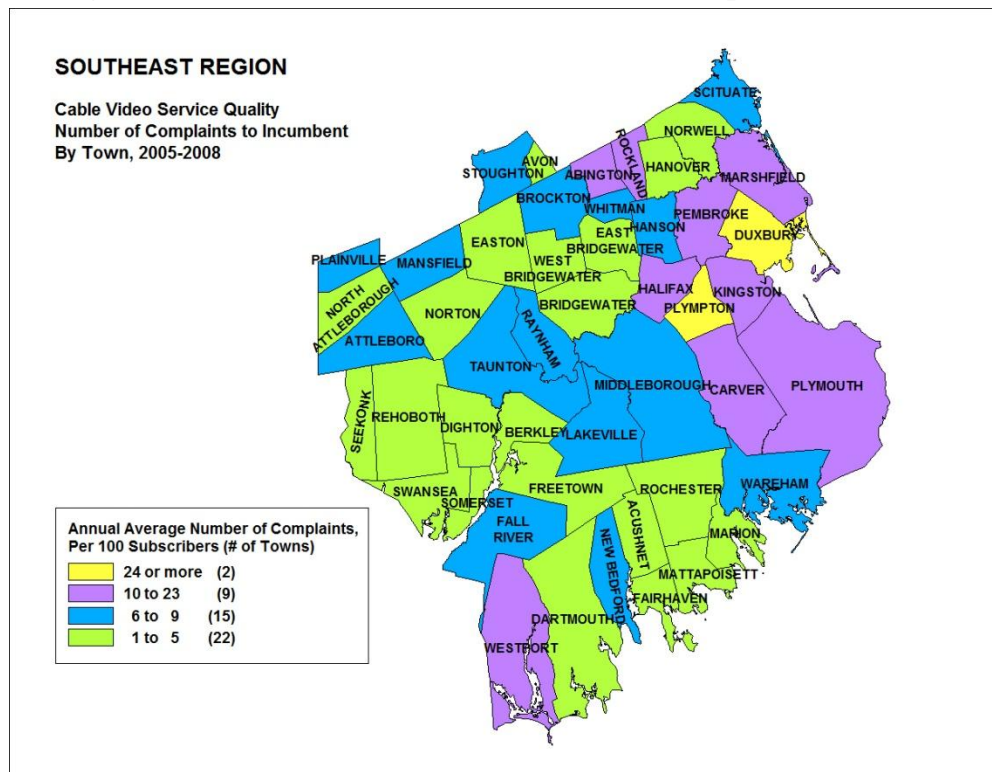 SOUTHEAST REGION
Cable Video Service Quality
Number of Complaints to Incumbent
By Town, 2005-2008
SCITUATE
NORWELL
ROCKLAND
HANOVER
AVON
STOUGHTON
ABINGTON
MARSHFIELD
BROCKTON
WHITMAN
PEMBROKE
HANSON
DUXBURY
EASTON
EAST
BRIDGEWATER
WEST
BRIDGEWATER
PLAINVILLE
MANSFIELD
NORTH
ATTLEBOROUGH
HALIFAX
KINGSTON
PLYMPTON
BRIDGEWATER
NORTON
ATTLEBORO
RAYNHAM
TAUNTON
MIDDLEBOROUGH
CARVER
PLYMOUTH
SEEKONK
REHOBOTH
DIGHTON
BERKLEY
LAKEVILLE
SWANSEA
SOMERSET
FREETOWN
ROCHESTER
WAREHAM
FALL
RIVER
NEW BEDFORD
ACUSHNET
MARION
MATTAPOISETT
FAIRHAVEN
DARTMOUTH
WESTPORT
Annual Average Number of Complaints,
Per 100 Subscribers (# of Towns)
24 or more (2)
10 to 23 (9)
6 to 9 (15)
1 to 5 (22)